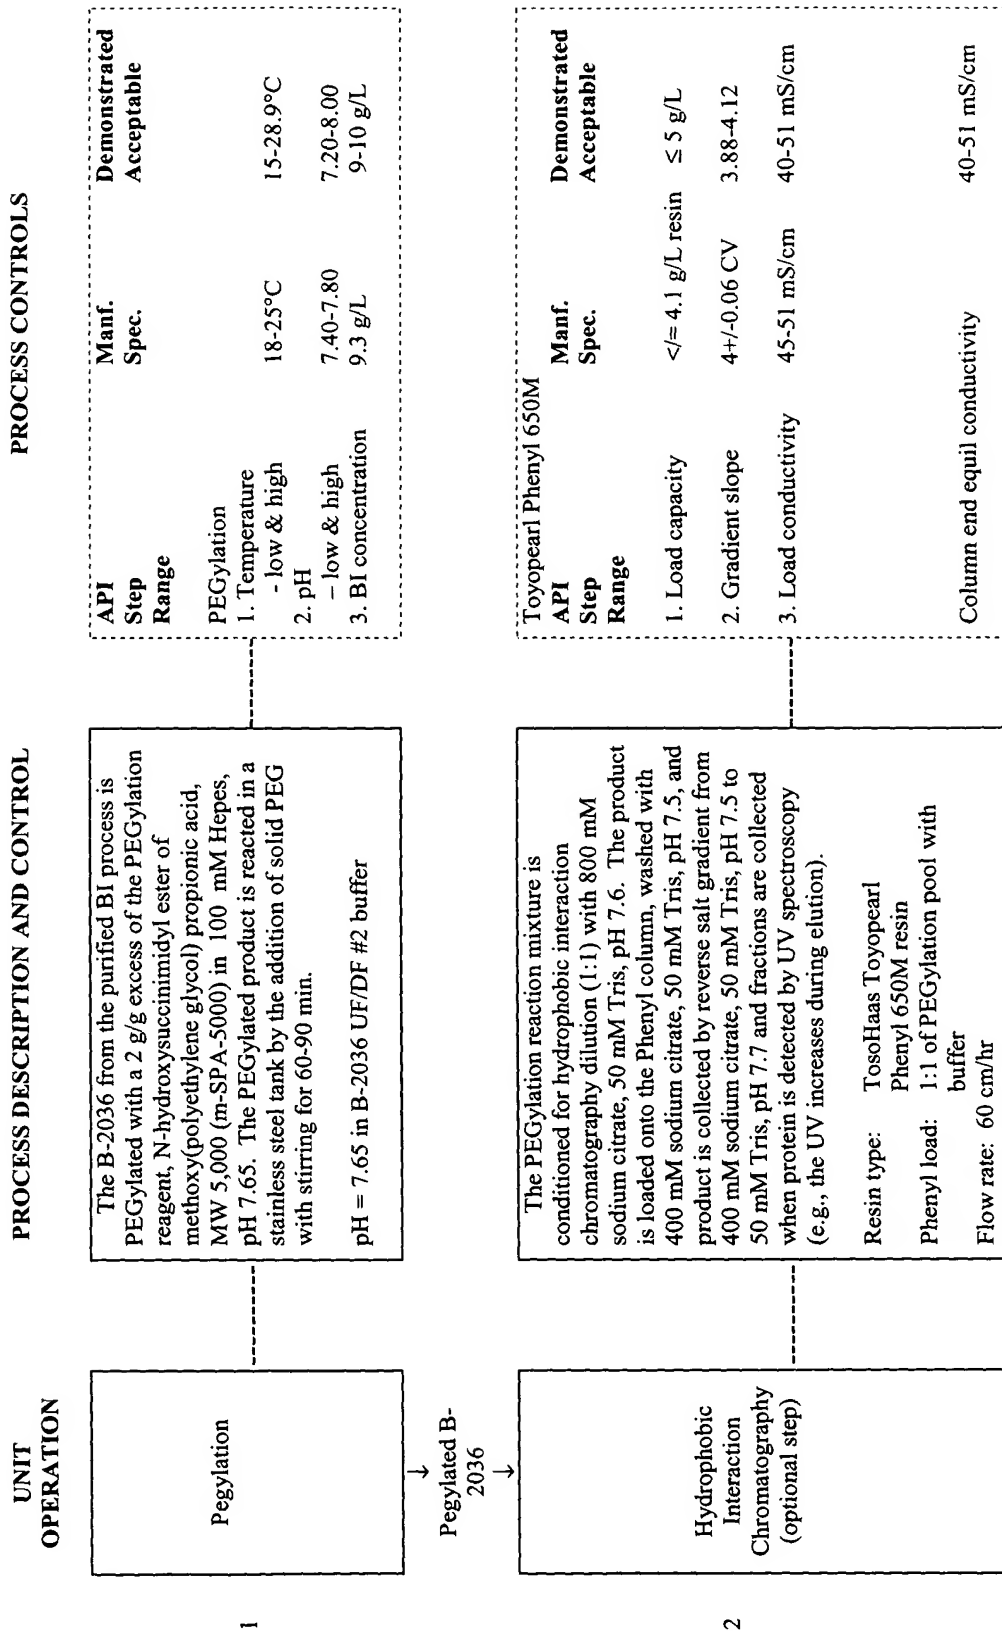 UNIT
OPERATION
PROCESS DESCRIPTION AND CONTROL
PROCESS CONTROLS
1
Pegylation
The B-2036 from the purified BI process is
PEGylated with a 2 g/g excess of the PEGylation
reagent, N-hydroxysuccinimidyl ester of
methoxy(polyethylene glycol) propionic acid,
MW 5,000 (m-SPA-5000) in 100 mM Hepes,
pH 7.65. The PEGylated product is reacted in a
stainless steel tank by the addition of solid PEG
with stirring for 60-90 min.
pH = 7.65 in B-2036 UF/DF #2 buffer
API Manf. Demonstrated
Step Spec. Acceptable
Range
PEGylation
1. Temperature
- low & high 18-25°C 15-28.9°C
2. pH
– low & high 7.40-7.80 7.20-8.00
3. BI concentration 9.3 g/L 9-10 g/L
↓
Pegylated B-
2036
↓
2
Hydrophobic
Interaction
Chromatography
(optional step)
The PEGylation reaction mixture is
conditioned for hydrophobic interaction
chromatography dilution (1:1) with 800 mM
sodium citrate, 50 mM Tris, pH 7.6. The product
is loaded onto the Phenyl column, washed with
400 mM sodium citrate, 50 mM Tris, pH 7.5, and
product is collected by reverse salt gradient from
400 mM sodium citrate, 50 mM Tris, pH 7.5 to
50 mM Tris, pH 7.7 and fractions are collected
when protein is detected by UV spectroscopy
(e.g., the UV increases during elution).
Resin type: TosoHaas Toyopearl
Phenyl 650M resin
Phenyl load: 1:1 of PEGylation pool with
buffer
Flow rate: 60 cm/hr
Toyopearl Phenyl 650M
API Manf. Demonstrated
Step Spec. Acceptable
Range
1. Load capacity </= 4.1 g/L resin ≤ 5 g/L
2. Gradient slope 4+/-0.06 CV 3.88-4.12
3. Load conductivity 45-51 mS/cm 40-51 mS/cm
Column end equil conductivity 40-51 mS/cm